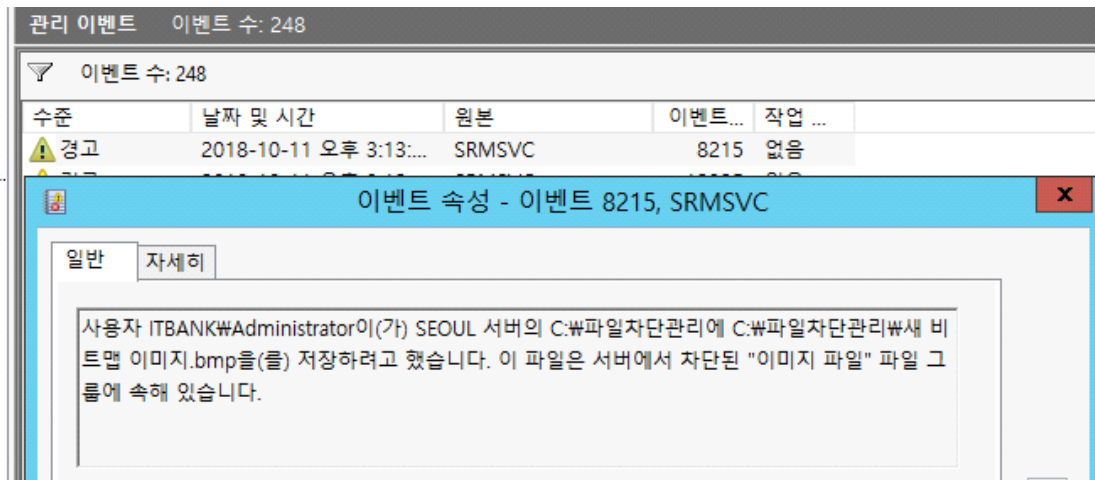 관리 이벤트 이벤트 수: 248
이벤트 수: 248
수준 날짜 및 시간 원본 이벤트... 작업 ...
경고 2018-10-11 오후 3:13:... SRMSVC 8215 없음
이벤트 속성 - 이벤트 8215, SRMSVC x
일반 자세히
사용자 ITBANK₩Administrator이(가) SEOUL 서버의 C:₩파일차단관리에 C:₩파일차단관리₩새 비
트맵 이미지.bmp을(를) 저장하려고 했습니다. 이 파일은 서버에서 차단된 "이미지 파일" 파일 그
룹에 속해 있습니다.